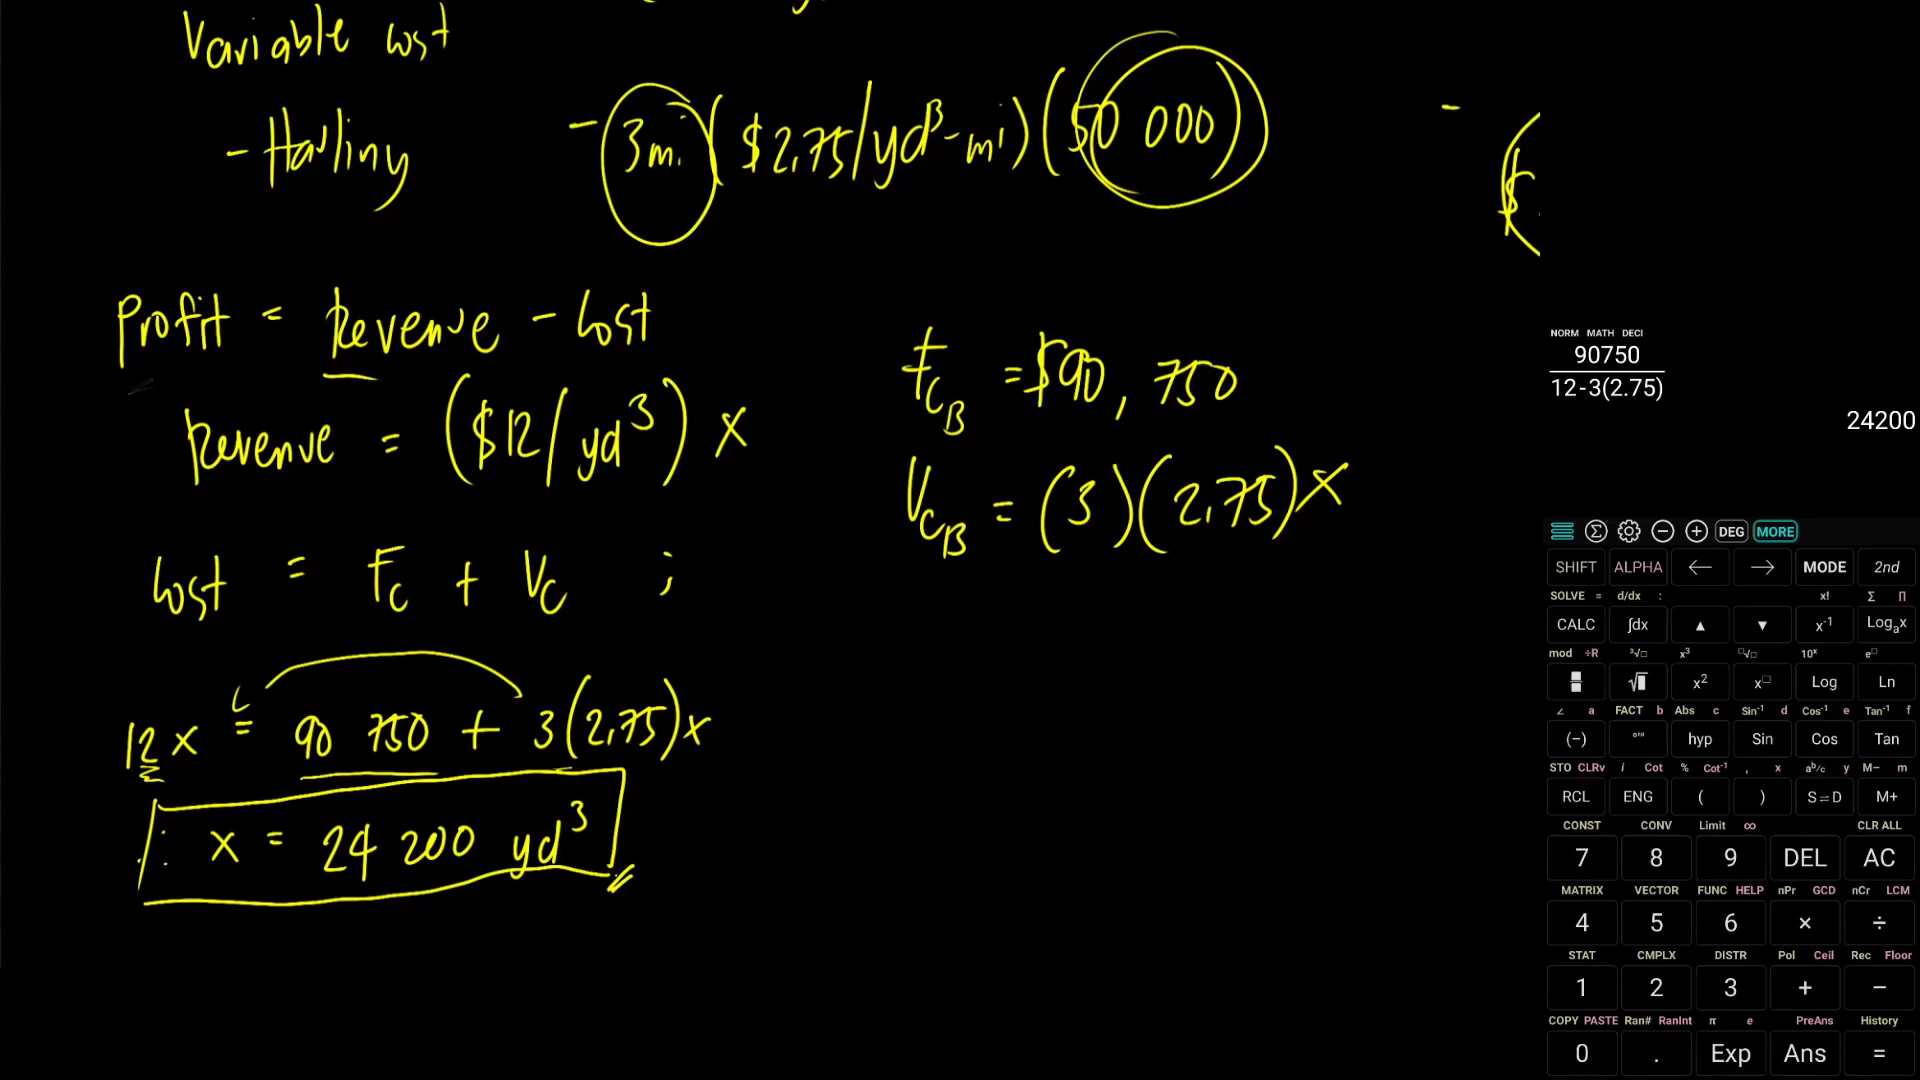 Variable cost
- Hauling - 3mi ($2.75/yd³-mi) (50 000) -
($
Profit = Revenue - Cost
Revenue = ($12/yd³) x
Cost = Fc + Vc ;
FcB = $90,750
VcB = (3)(2.75)x
12x = 90 750 + 3(2.75)x
∴ x = 24 200 yd³
NORM MATH DECI
90750
12-3(2.75)
24200
DEG MORE
SHIFT ALPHA ← → MODE 2nd
SOLVE = d/dx : x! Σ ∏
CALC ∫dx ▲ ▼ x⁻¹ Logₐx
mod ÷R ³√□ x³ □√□ 10ˣ e□
√ x² x□ Log Ln
∠ a FACT b Abs c Sin⁻¹ d Cos⁻¹ e Tan⁻¹ f
(−) °'" hyp Sin Cos Tan
STO CLRv i Cot % Cot⁻¹ , x aᵇ/c y M− m
RCL ENG ( ) S⇌D M+
CONST CONV Limit ∞ CLR ALL
7 8 9 DEL AC
MATRIX VECTOR FUNC HELP nPr GCD nCr LCM
4 5 6 × ÷
STAT CMPLX DISTR Pol Ceil Rec Floor
1 2 3 + −
COPY PASTE Ran# RanInt π e PreAns History
0 . Exp Ans =